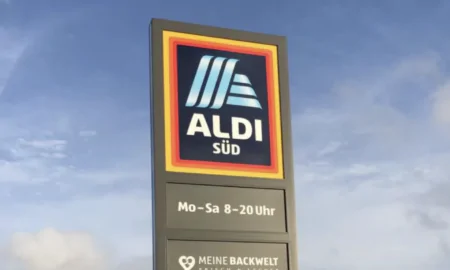 ALDI
SÜD
Mo–Sa 8–20 Uhr
MEINE BACKWELT